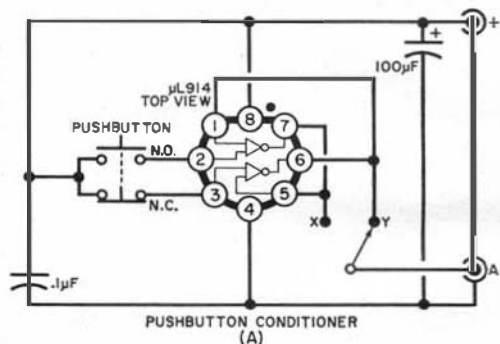 +
+
100µF
µL914
TOP VIEW
PUSHBUTTON
1
8
7
N.O.
2
6
3
5
N.C.
4
X
Y
A
.1µF
PUSHBUTTON CONDITIONER
(A)